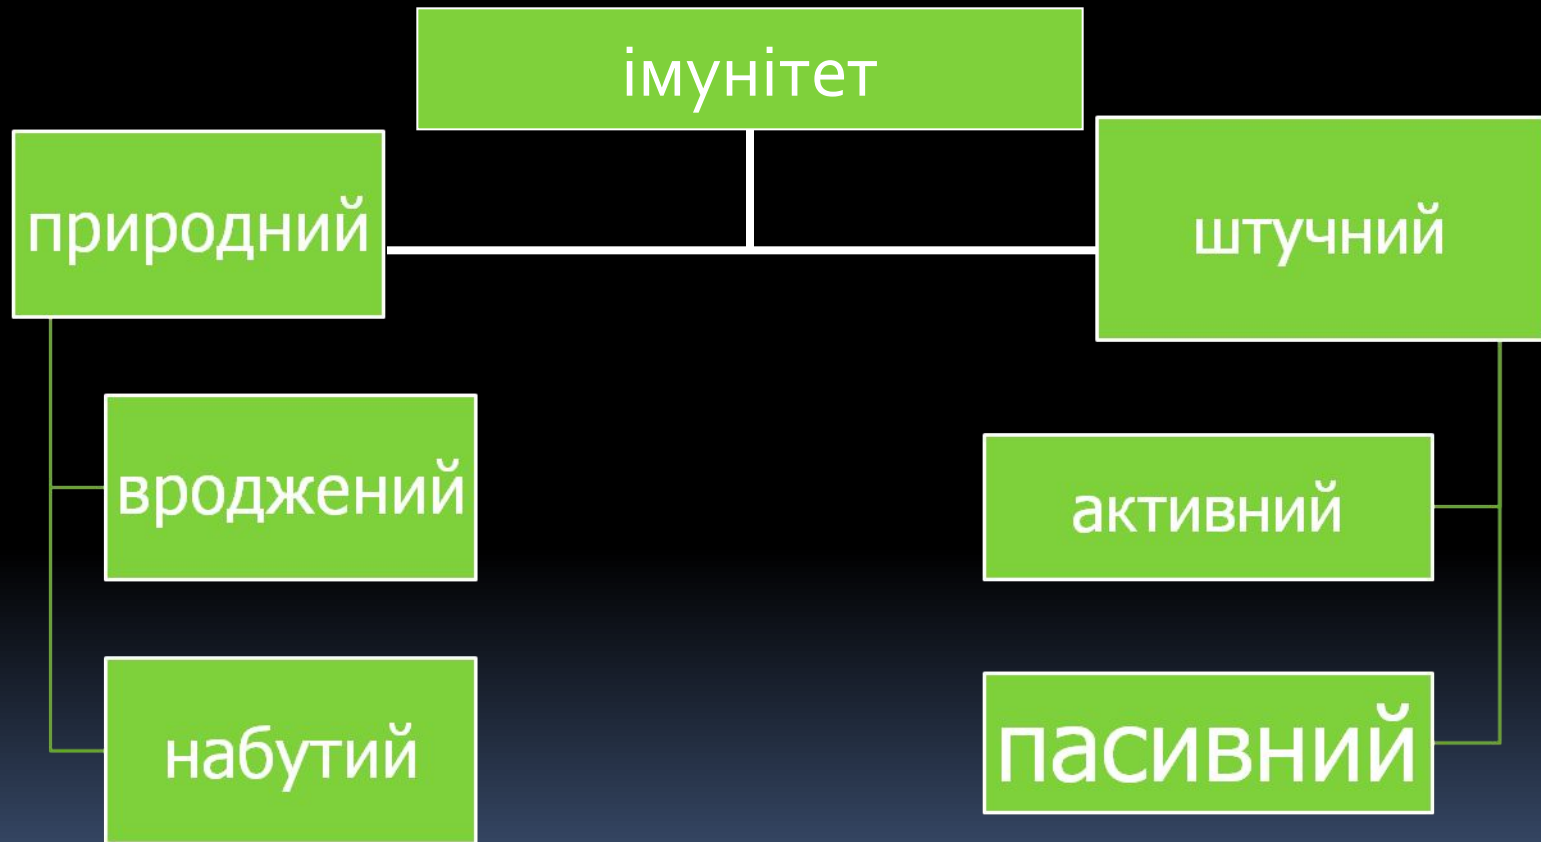 імунітет
природний
штучний
вроджений
активний
набутий
пасивний